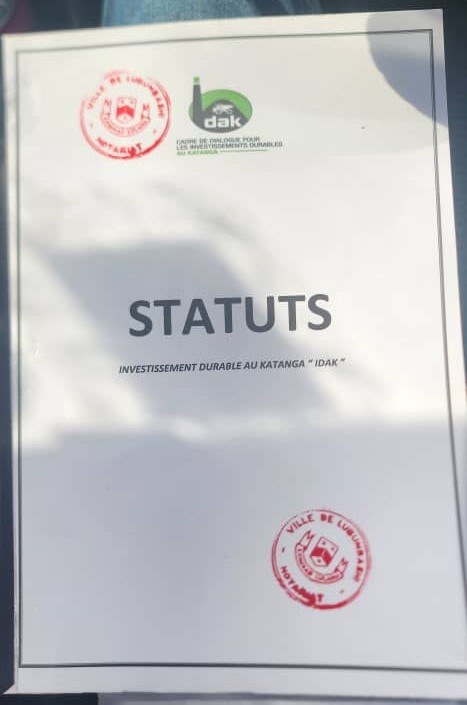 VILLE DE LUBUMBASHI
NOTARIAT
idak
CADRE DE DIALOGUE POUR
LES INVESTISSEMENTS DURABLES
AU KATANGA
STATUTS
INVESTISSEMENT DURABLE AU KATANGA " IDAK "
VILLE DE LUBUMBASHI
NOTARIAT